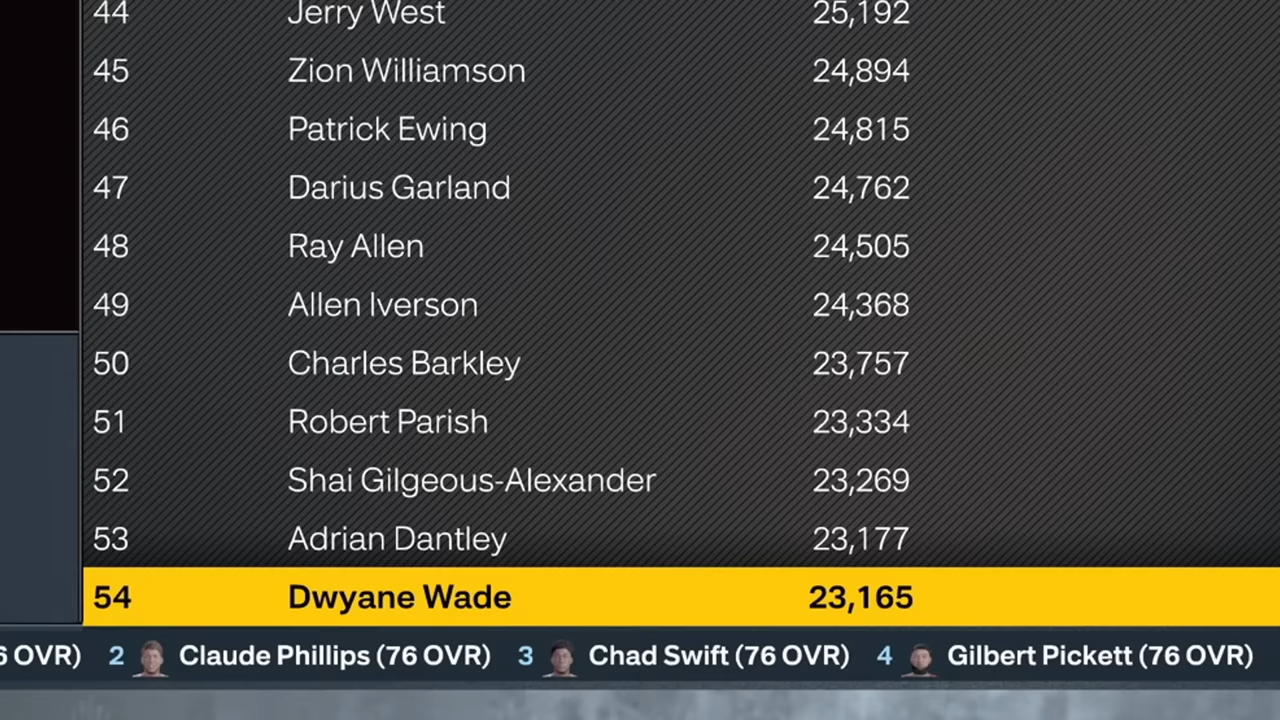 44 Jerry West 25,192
45 Zion Williamson 24,894
46 Patrick Ewing 24,815
47 Darius Garland 24,762
48 Ray Allen 24,505
49 Allen Iverson 24,368
50 Charles Barkley 23,757
51 Robert Parish 23,334
52 Shai Gilgeous-Alexander 23,269
53 Adrian Dantley 23,177
54 Dwyane Wade 23,165
6 OVR) 2 Claude Phillips (76 OVR) 3 Chad Swift (76 OVR) 4 Gilbert Pickett (76 OVR)